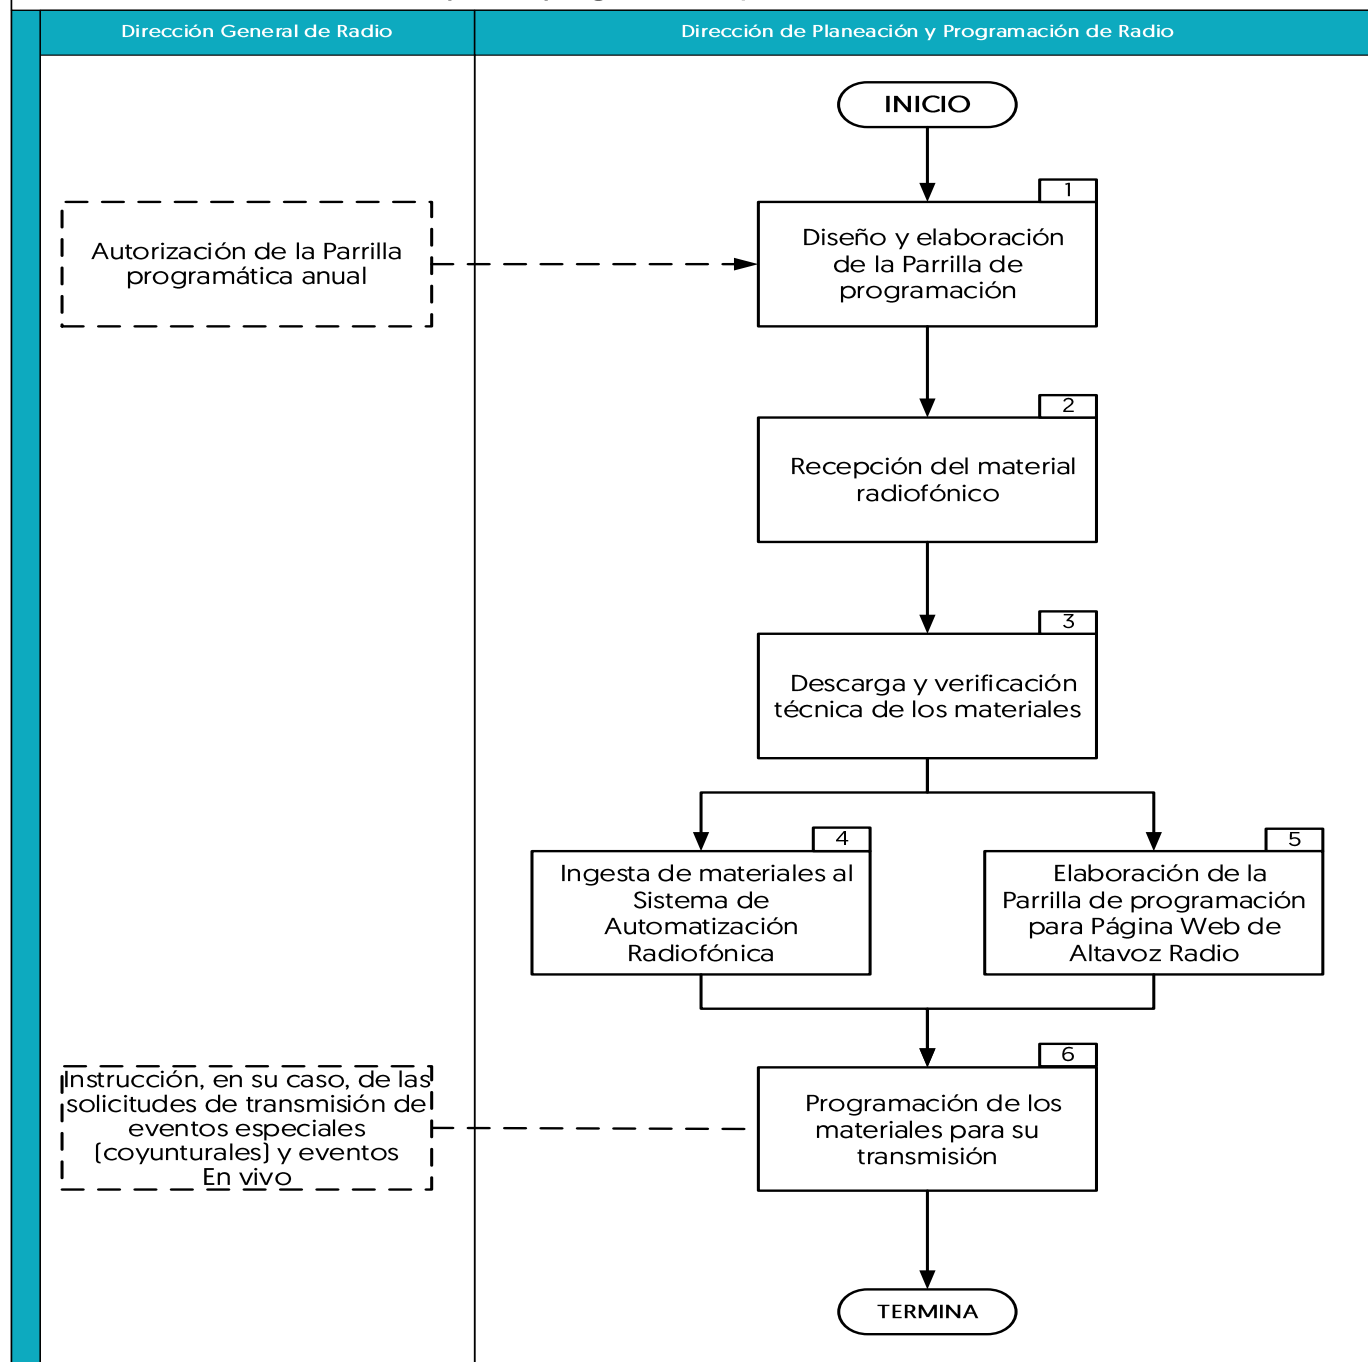 Dirección General de Radio
Dirección de Planeación y Programación de Radio
INICIO
1
Autorización de la Parrilla
programática anual
Diseño y elaboración
de la Parrilla de
programación
2
Recepción del material
radiofónico
3
Descarga y verificación
técnica de los materiales
4
Ingesta de materiales al
Sistema de
Automatización
Radiofónica
5
Elaboración de la
Parrilla de programación
para Página Web de
Altavoz Radio
6
Instrucción, en su caso, de las
solicitudes de transmisión de
eventos especiales
(coyunturales) y eventos
En vivo
Programación de los
materiales para su
transmisión
TERMINA